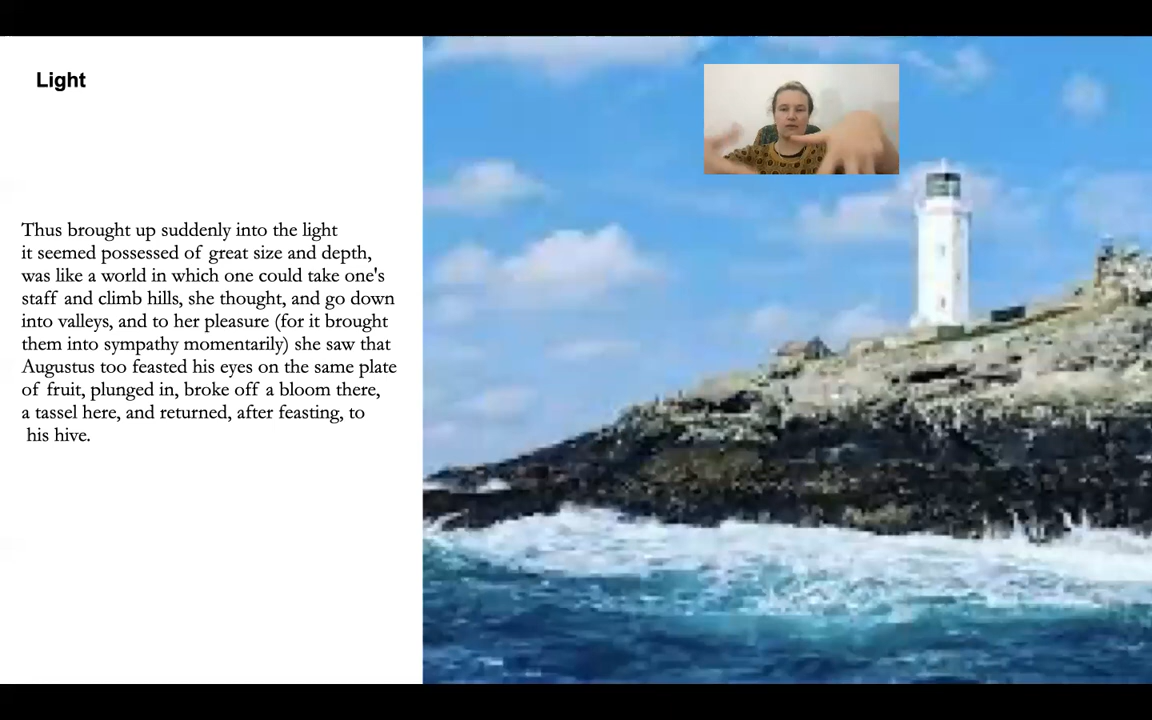 Light
Thus brought up suddenly into the light
it seemed possessed of great size and depth,
was like a world in which one could take one's
staff and climb hills, she thought, and go down
into valleys, and to her pleasure (for it brought
them into sympathy momentarily) she saw that
Augustus too feasted his eyes on the same plate
of fruit, plunged in, broke off a bloom there,
a tassel here, and returned, after feasting, to
his hive.